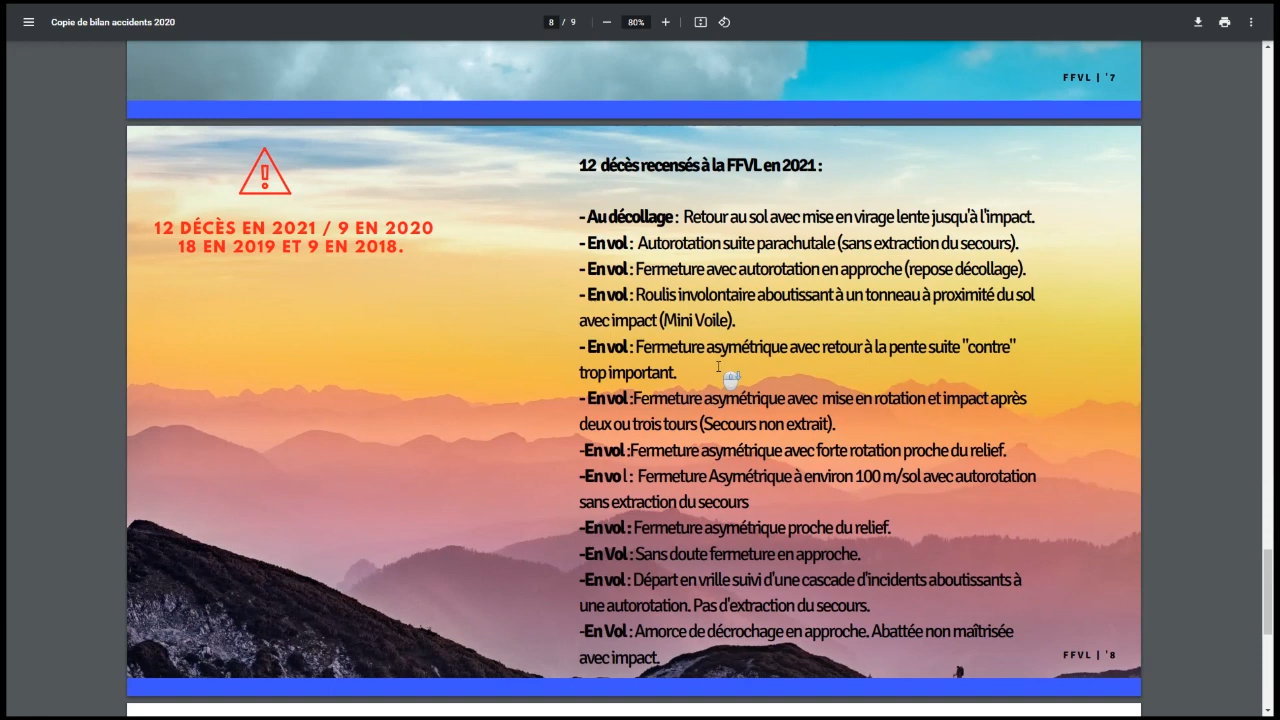 Copie de bilan accidents 2020
8 / 9
80%
FFVL | '7
12 DÉCÈS EN 2021 / 9 EN 2020
18 EN 2019 ET 9 EN 2018.
12 décès recensés à la FFVL en 2021 :
- Au décollage : Retour au sol avec mise en virage lente jusqu'à l'impact.
- En vol : Autorotation suite parachutale (sans extraction du secours).
- En vol : Fermeture avec autorotation en approche (repose décollage).
- En vol : Roulis involontaire aboutissant à un tonneau à proximité du sol
avec impact (Mini Voile).
- En vol : Fermeture asymétrique avec retour à la pente suite "contre"
trop important.
- En vol :Fermeture asymétrique avec mise en rotation et impact après
deux ou trois tours (Secours non extrait).
-En vol :Fermeture asymétrique avec forte rotation proche du relief.
-En vol : Fermeture Asymétrique à environ 100 m/sol avec autorotation
sans extraction du secours
-En vol : Fermeture asymétrique proche du relief.
-En Vol : Sans doute fermeture en approche.
-En vol : Départ en vrille suivi d'une cascade d'incidents aboutissants à
une autorotation. Pas d'extraction du secours.
-En Vol : Amorce de décrochage en approche. Abattée non maîtrisée
avec impact.
FFVL | '8